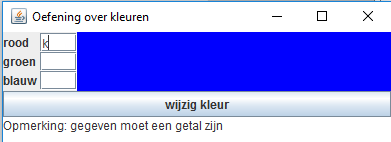 Oefening over kleuren
rood k
groen
blauw
wijzig kleur
Opmerking: gegeven moet een getal zijn